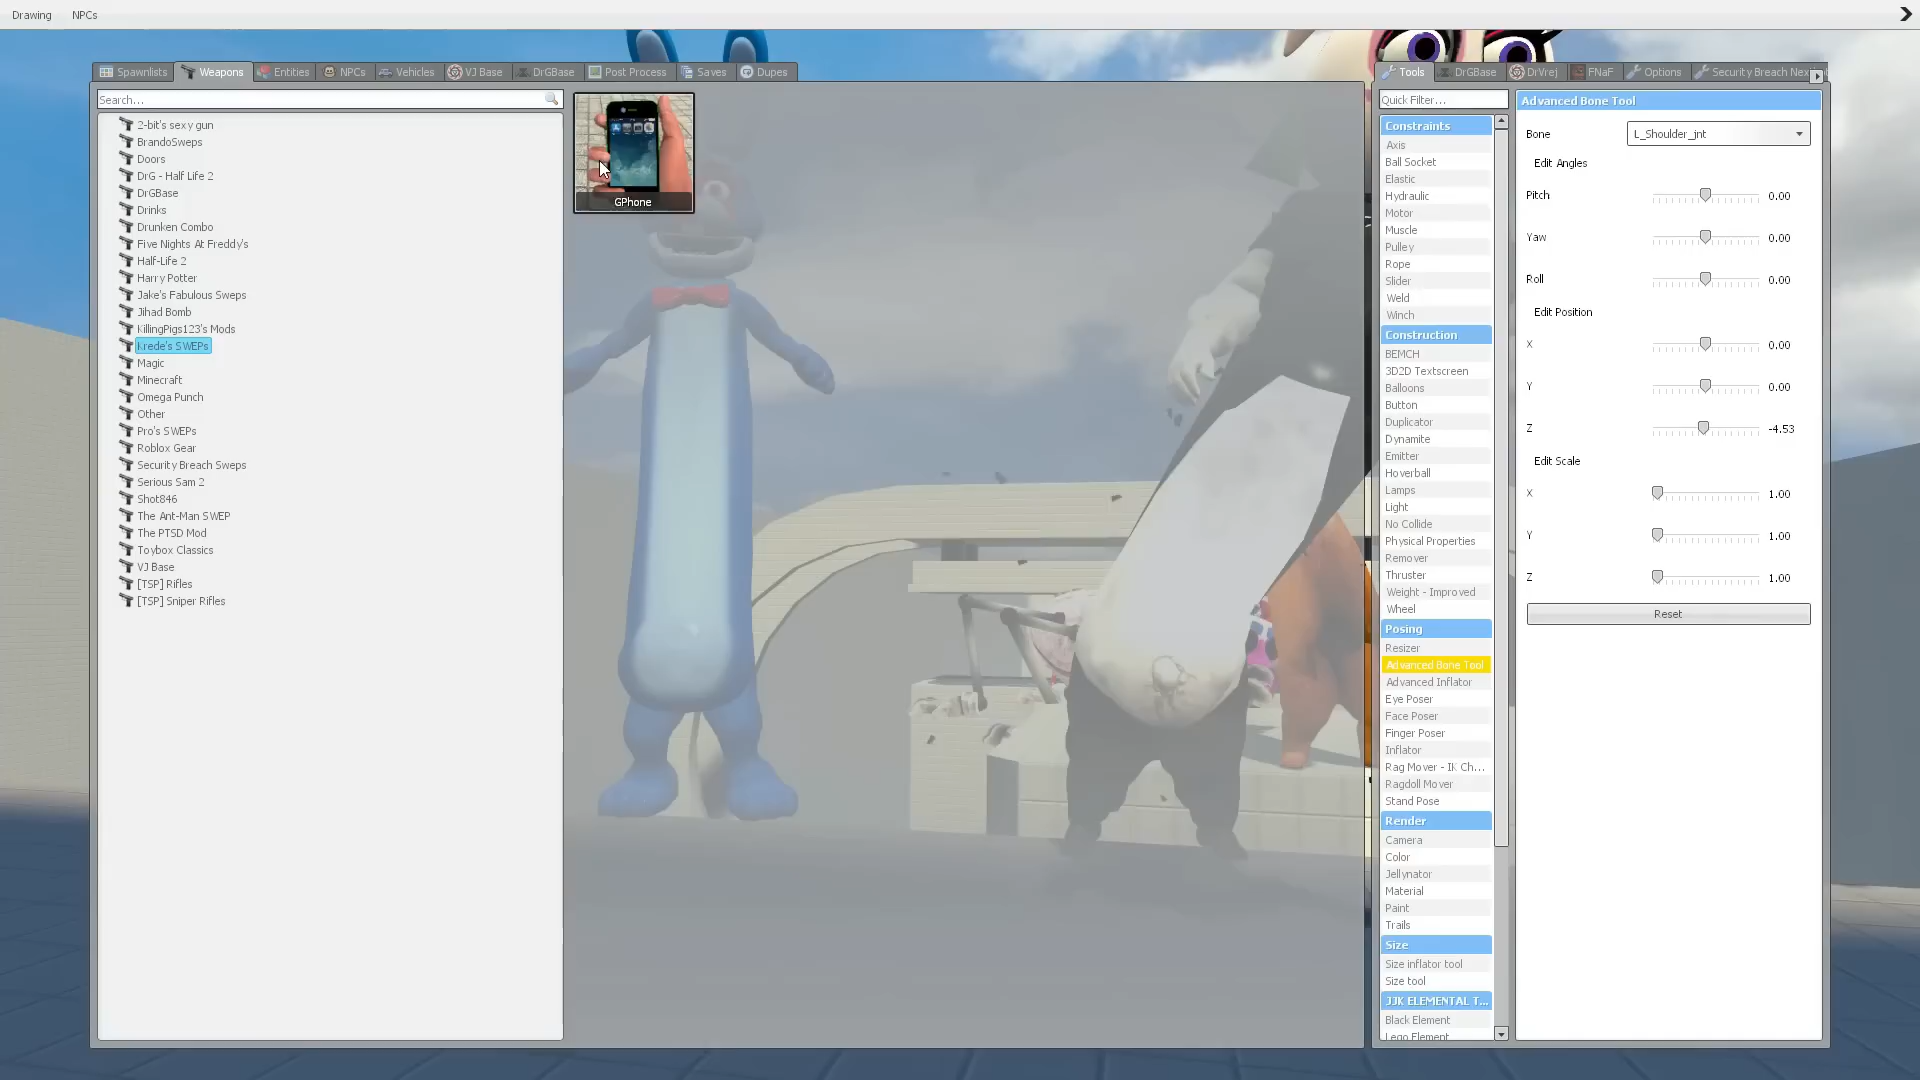 Drawing NPCs
Spawnlists Weapons Entities NPCs Vehicles VJ Base DrGBase Post Process Saves Dupes
Tools DrGBase DrVrej FNaF Options Security Breach
Search...
2-bit's sexy gun
BrandoSweps
Doors
DrG - Half Life 2
DrGBase
Drinks
Drunken Combo
Five Nights At Freddy's
Half-Life 2
Harry Potter
Jake's Fabulous Sweps
Jihad Bomb
KillingPigs123's Mods
Krede's SWEPs
Magic
Minecraft
Omega Punch
Other
Pro's SWEPs
Roblox Gear
Security Breach Sweps
Serious Sam 2
Shot846
The Ant-Man SWEP
The PTSD Mod
Toybox Classics
VJ Base
[TSP] Rifles
[TSP] Sniper Rifles
GPhone
Quick Filter...
Constraints
Axis
Ball Socket
Elastic
Hydraulic
Motor
Muscle
Pulley
Rope
Slider
Weld
Winch
Construction
BEMCH
3D2D Textscreen
Balloons
Button
Duplicator
Dynamite
Emitter
Hoverball
Lamps
Light
No Collide
Physical Properties
Remover
Thruster
Weight - Improved
Wheel
Posing
Resizer
Advanced Bone Tool
Advanced Inflator
Eye Poser
Face Poser
Finger Poser
Inflator
Rag Mover - IK Ch...
Ragdoll Mover
Stand Pose
Render
Camera
Color
Jellynator
Material
Paint
Trails
Size
Size inflator tool
Size tool
JJK ELEMENTAL T...
Black Element
Lego Element
Advanced Bone Tool
Bone L_Shoulder_jnt
Edit Angles
Pitch 0.00
Yaw 0.00
Roll 0.00
Edit Position
X 0.00
Y 0.00
Z -4.53
Edit Scale
X 1.00
Y 1.00
Z 1.00
Reset